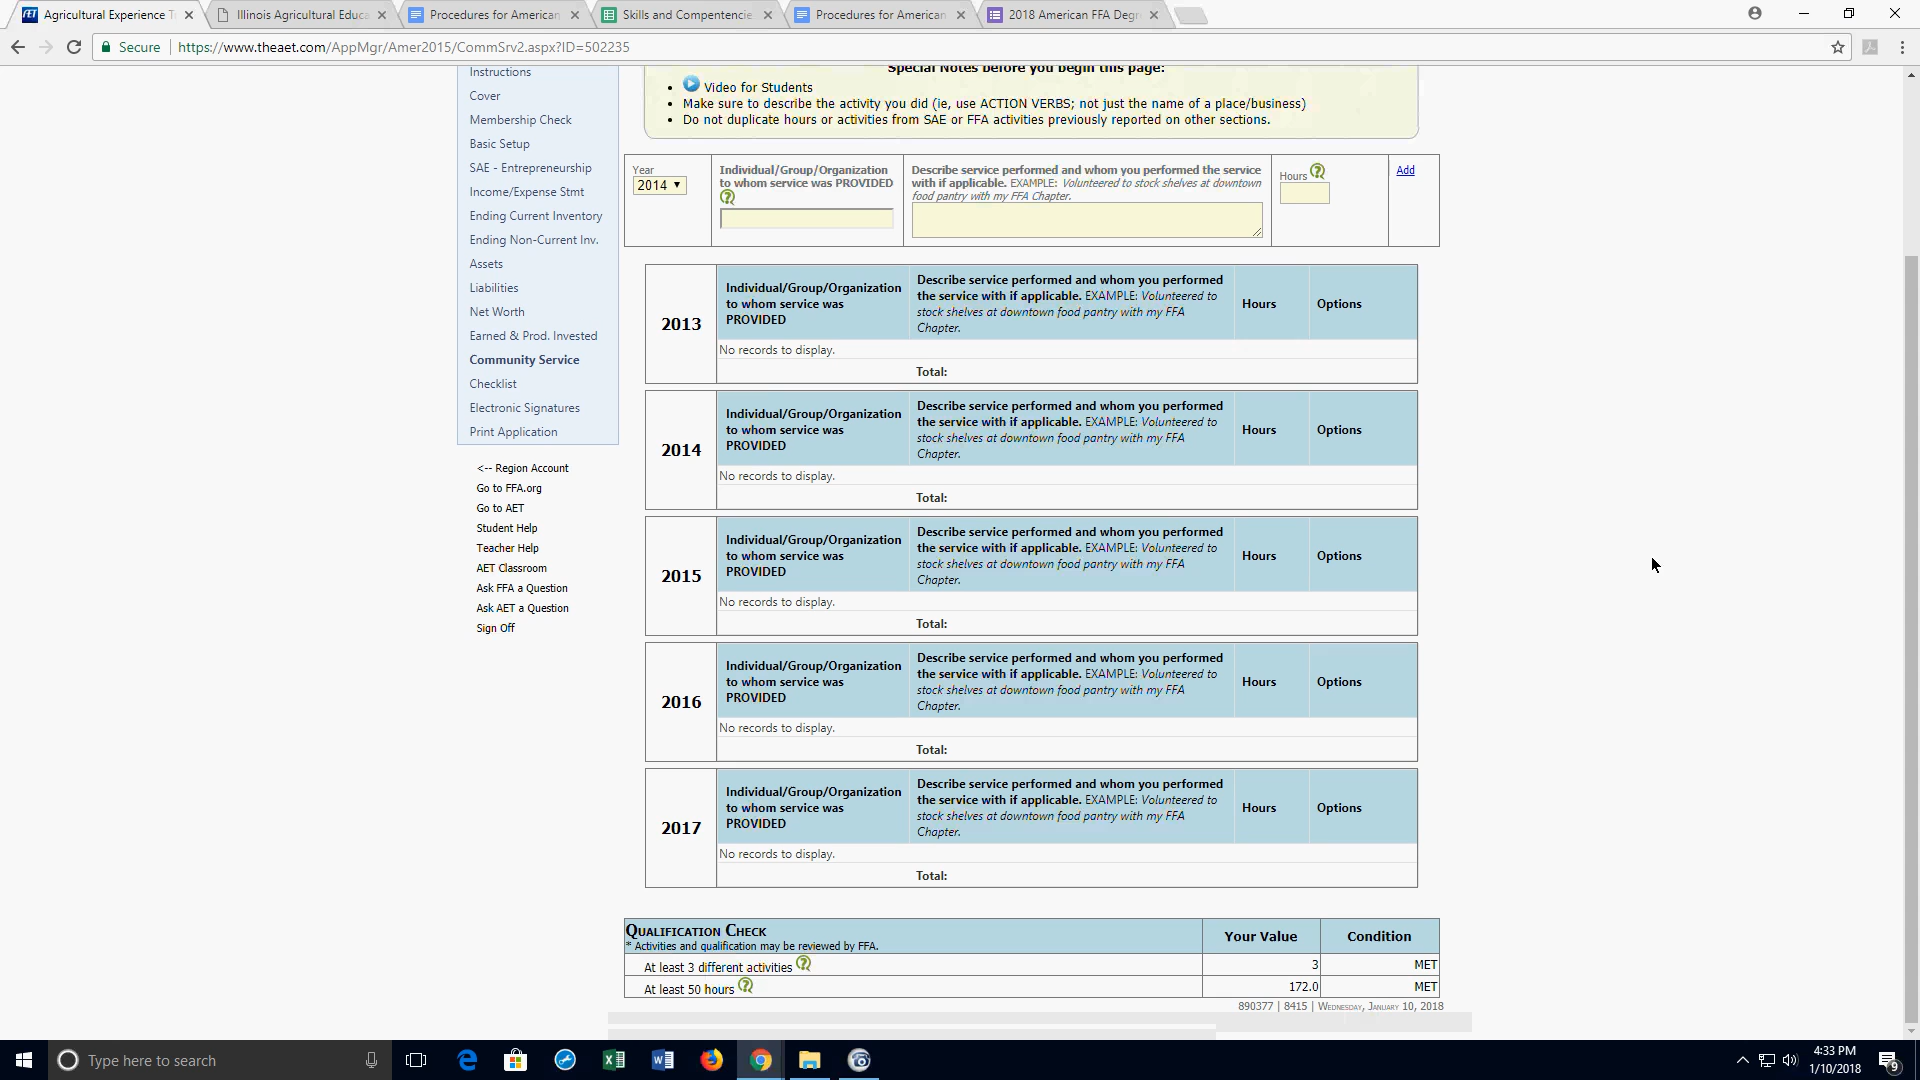 Agricultural Experience T
Illinois Agricultural Educa
Procedures for American
Skills and Competencie
Procedures for American
2018 American FFA Degr
Secure
https://www.theaet.com/AppMgr/Amer2015/CommSrv2.aspx?ID=502235
Instructions
Cover
Membership Check
Basic Setup
SAE - Entrepreneurship
Income/Expense Stmt
Ending Current Inventory
Ending Non-Current Inv.
Assets
Liabilities
Net Worth
Earned & Prod. Invested
Community Service
Checklist
Electronic Signatures
Print Application
<-- Region Account
Go to FFA.org
Go to AET
Student Help
Teacher Help
AET Classroom
Ask FFA a Question
Ask AET a Question
Sign Off
Special Notes before you begin this page:
• Video for Students
• Make sure to describe the activity you did (ie, use ACTION VERBS; not just the name of a place/business)
• Do not duplicate hours or activities from SAE or FFA activities previously reported on other sections.
Year
2014
Individual/Group/Organization
to whom service was PROVIDED
Describe service performed and whom you performed the service
with if applicable. EXAMPLE: Volunteered to stock shelves at downtown
food pantry with my FFA Chapter.
Hours
Add
2013
Individual/Group/Organization
to whom service was
PROVIDED
Describe service performed and whom you performed
the service with if applicable. EXAMPLE: Volunteered to
stock shelves at downtown food pantry with my FFA
Chapter.
Hours
Options
No records to display.
Total:
2014
Individual/Group/Organization
to whom service was
PROVIDED
Describe service performed and whom you performed
the service with if applicable. EXAMPLE: Volunteered to
stock shelves at downtown food pantry with my FFA
Chapter.
Hours
Options
No records to display.
Total:
2015
Individual/Group/Organization
to whom service was
PROVIDED
Describe service performed and whom you performed
the service with if applicable. EXAMPLE: Volunteered to
stock shelves at downtown food pantry with my FFA
Chapter.
Hours
Options
No records to display.
Total:
2016
Individual/Group/Organization
to whom service was
PROVIDED
Describe service performed and whom you performed
the service with if applicable. EXAMPLE: Volunteered to
stock shelves at downtown food pantry with my FFA
Chapter.
Hours
Options
No records to display.
Total:
2017
Individual/Group/Organization
to whom service was
PROVIDED
Describe service performed and whom you performed
the service with if applicable. EXAMPLE: Volunteered to
stock shelves at downtown food pantry with my FFA
Chapter.
Hours
Options
No records to display.
Total:
QUALIFICATION CHECK
* Activities and qualification may be reviewed by FFA.
Your Value
Condition
At least 3 different activities
3
MET
At least 50 hours
172.0
MET
890377 | 8415 | WEDNESDAY, JANUARY 10, 2018
Type here to search
4:33 PM
1/10/2018
9